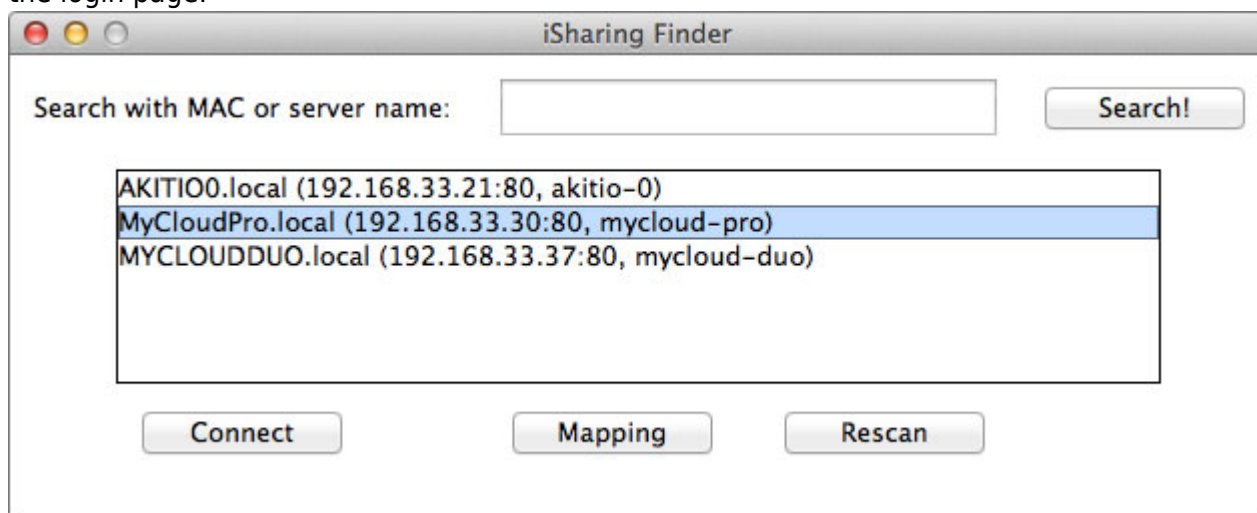 the login page.
iSharing Finder
Search with MAC or server name:
Search!
AKITIO0.local (192.168.33.21:80, akitio-0)
MyCloudPro.local (192.168.33.30:80, mycloud-pro)
MYCLOUDDUO.local (192.168.33.37:80, mycloud-duo)
Connect Mapping Rescan